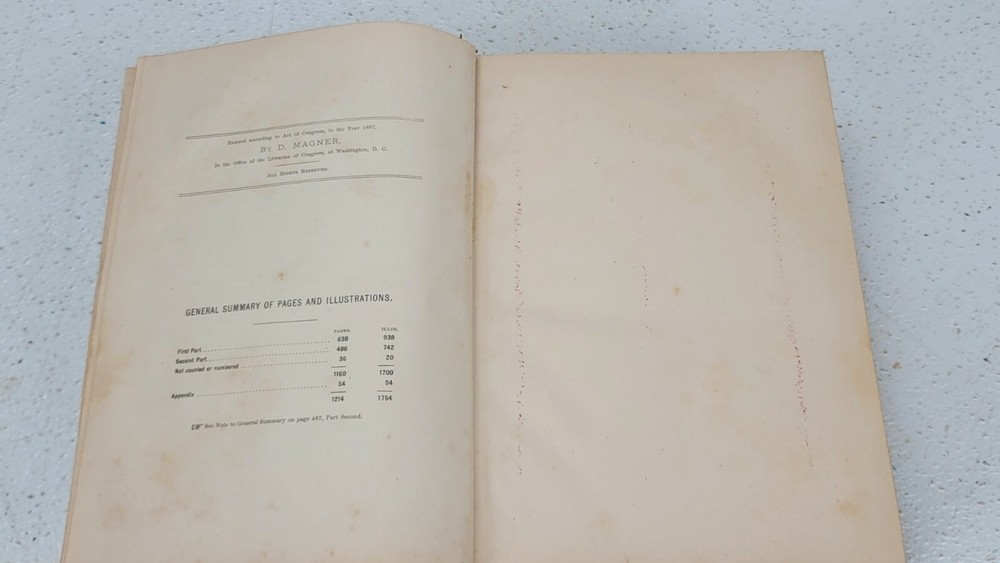 Entered according to Act of Congress, in the Year 1887,
By D. MAGNER,
In the Office of the Librarian of Congress, at Washington, D. C.
All Rights Reserved.
GENERAL SUMMARY OF PAGES AND ILLUSTRATIONS.
PAGES. ILLUS.
First Part 638 938
Second Part 486 742
Not counted or numbered 36 20
1160 1700
Appendix 54 54
1214 1754
☞ See Note to General Summary on page 487, Part Second.